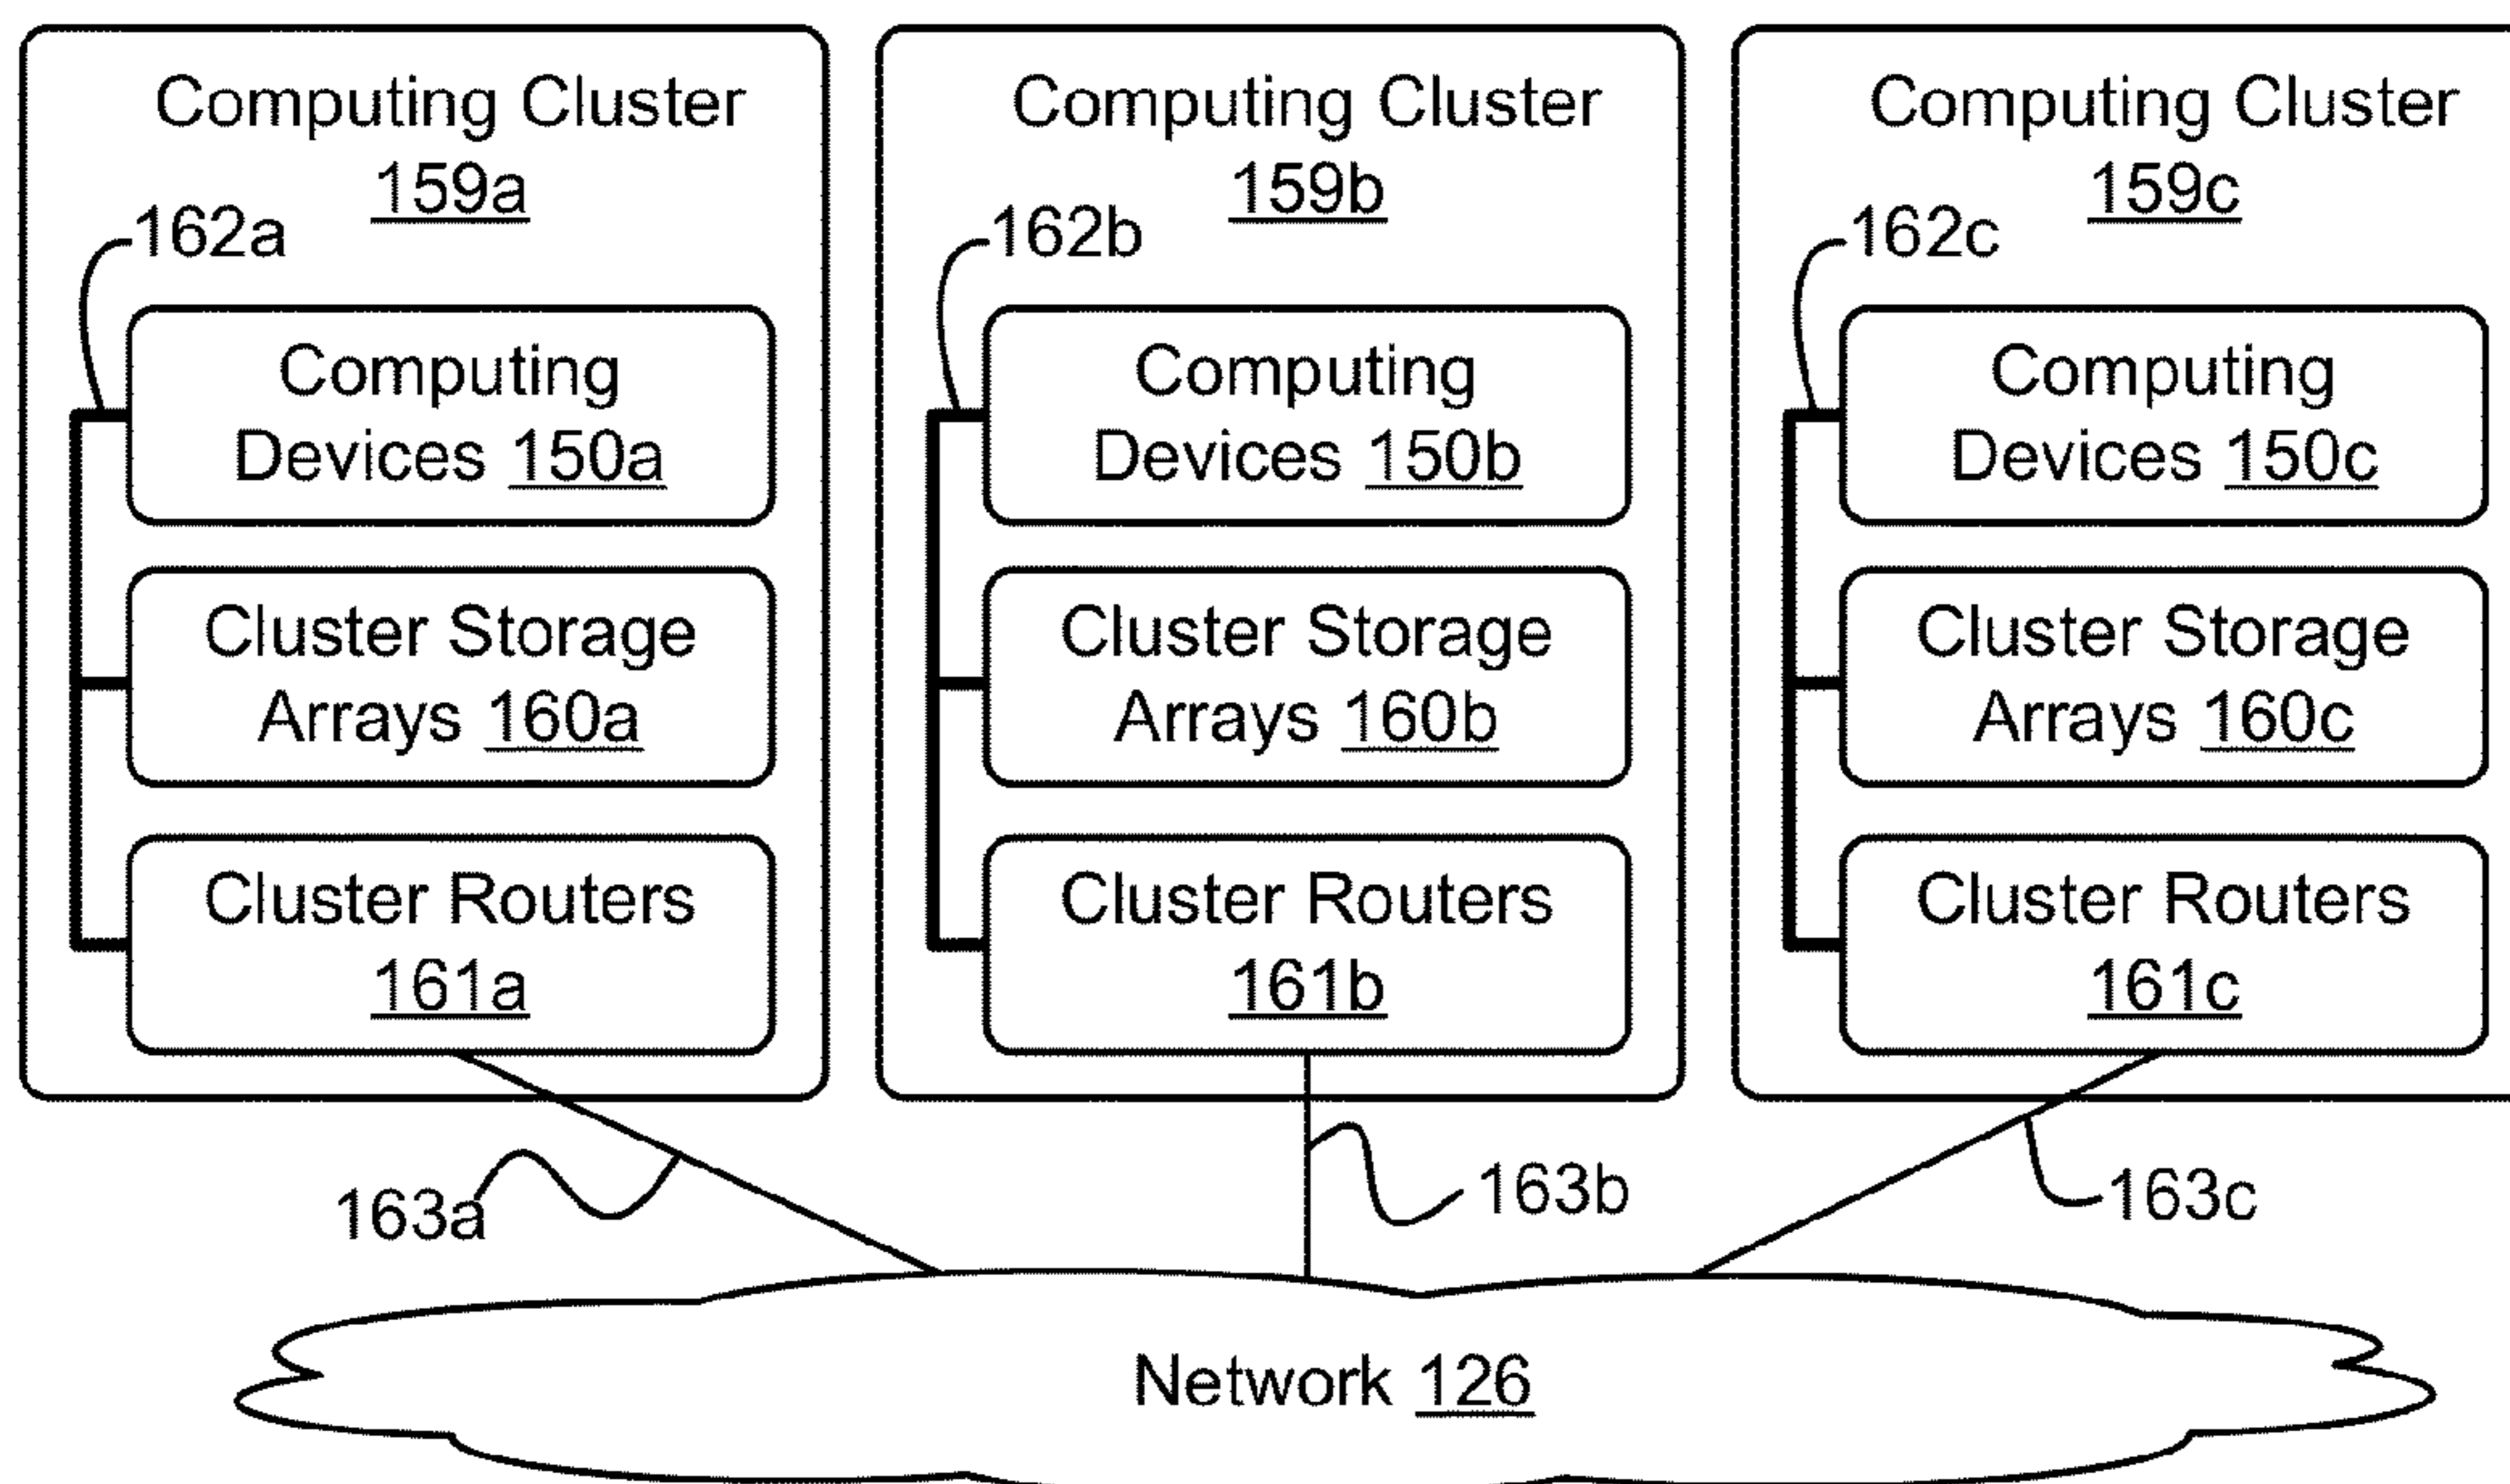 Computing Cluster
159a
162a
Computing
Devices 150a
Cluster Storage
Arrays 160a
Cluster Routers
161a
Computing Cluster
159b
162b
Computing
Devices 150b
Cluster Storage
Arrays 160b
Cluster Routers
161b
Computing Cluster
159c
162c
Computing
Devices 150c
Cluster Storage
Arrays 160c
Cluster Routers
161c
163a
163b
163c
Network 126